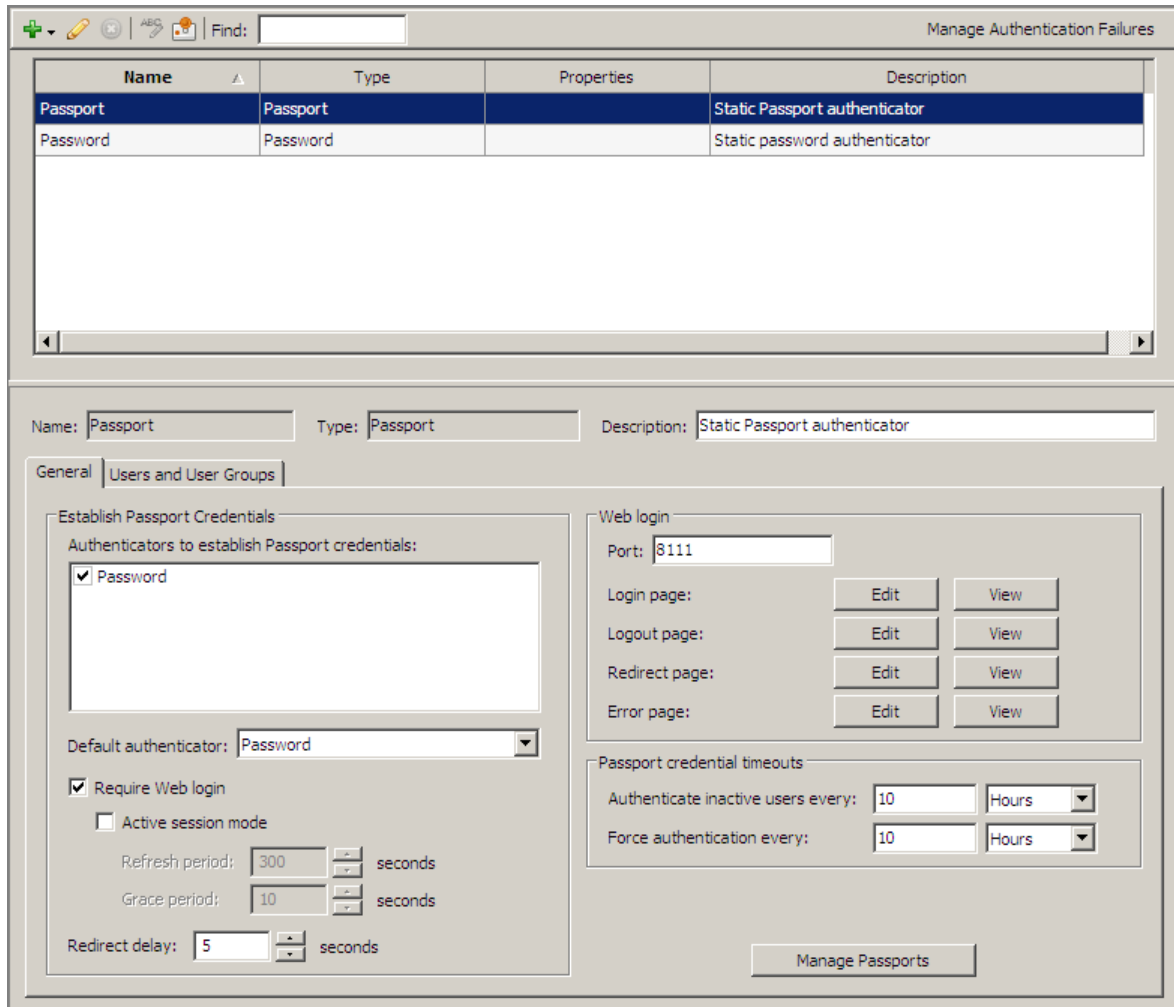 ABC Find: Manage Authentication Failures
Name Type Properties Description
Passport Passport Static Passport authenticator
Password Password Static password authenticator
Name: Passport Type: Passport Description: Static Passport authenticator
General Users and User Groups
Establish Passport Credentials
Authenticators to establish Passport credentials:
Password
Default authenticator: Password
Require Web login
Active session mode
Refresh period: 300 seconds
Grace period: 10 seconds
Redirect delay: 5 seconds
Web login
Port: 8111
Login page: Edit View
Logout page: Edit View
Redirect page: Edit View
Error page: Edit View
Passport credential timeouts
Authenticate inactive users every: 10 Hours
Force authentication every: 10 Hours
Manage Passports